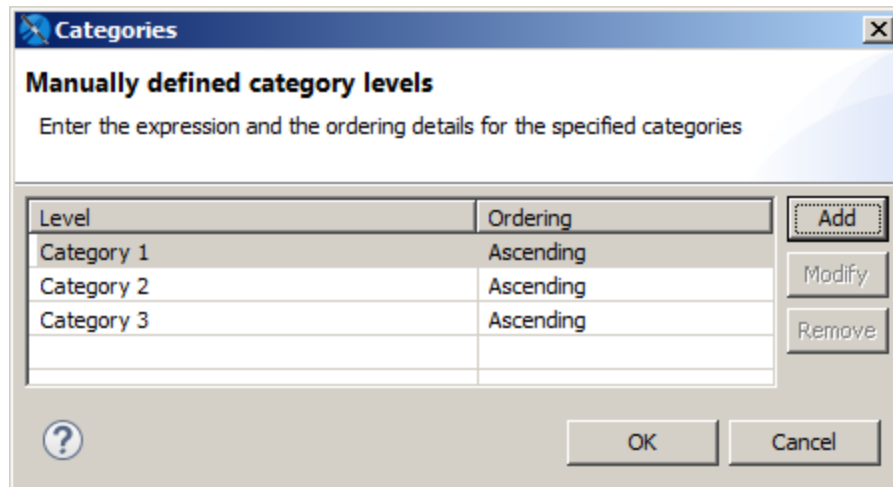 Categories
Manually defined category levels
Enter the expression and the ordering details for the specified categories
Level Ordering
Category 1 Ascending
Category 2 Ascending
Category 3 Ascending
Add
Modify
Remove
?
OK Cancel